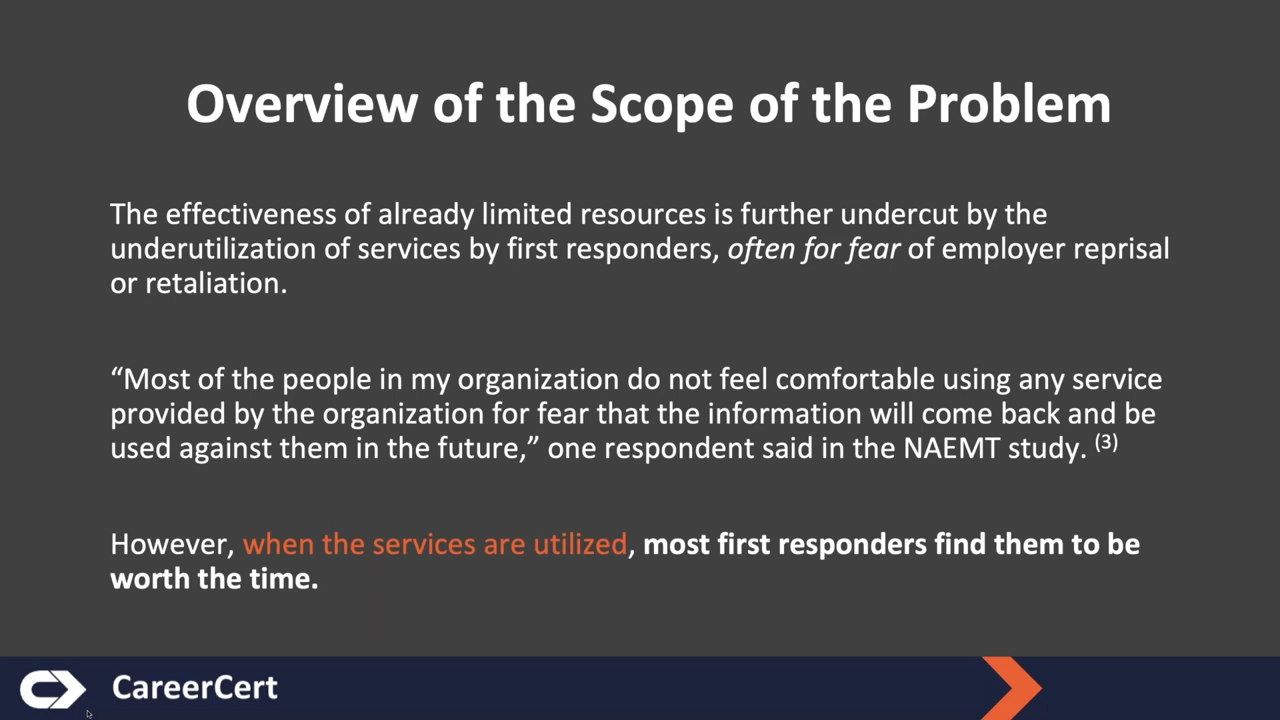 Overview of the Scope of the Problem
The effectiveness of already limited resources is further undercut by the
underutilization of services by first responders, often for fear of employer reprisal
or retaliation.
“Most of the people in my organization do not feel comfortable using any service
provided by the organization for fear that the information will come back and be
used against them in the future,” one respondent said in the NAEMT study. (3)
However, when the services are utilized, most first responders find them to be
worth the time.
CareerCert